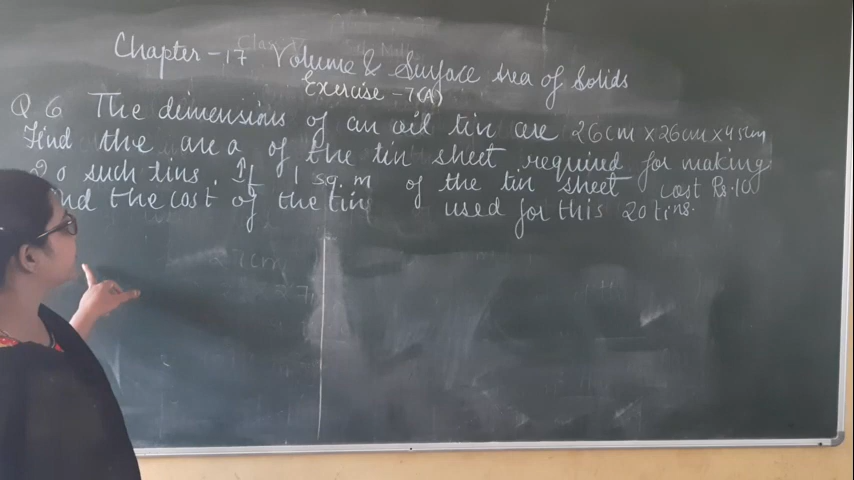 Chapter - 17 Volume & Surface Area of Solids
Exercise - 7(A)
Q 6 The dimensions of an oil tin are 26cm x 26cm x 45cm
Find the area of the tin sheet required for making
20 such tins. If 1 sq. m of the tin sheet cost Rs. 10
the cost of the tin used for this 20 tins.